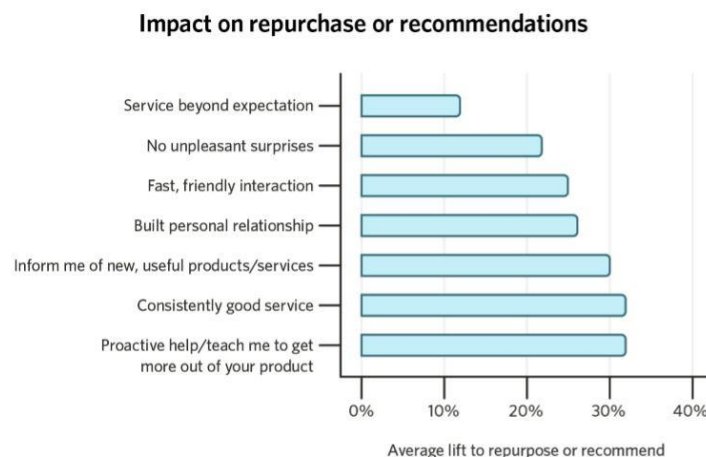 Impact on repurchase or recommendations
Service beyond expectation
No unpleasant surprises
Fast, friendly interaction
Built personal relationship
Inform me of new, useful products/services
Consistently good service
Proactive help/teach me to get
more out of your product
0% 10% 20% 30% 40%
Average lift to repurpose or recommend